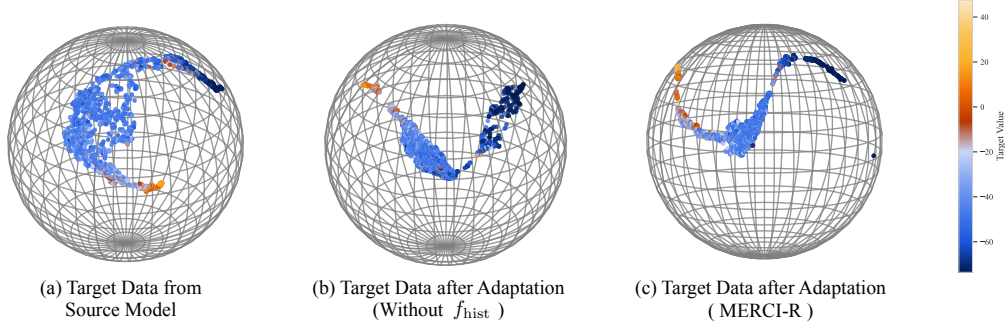 40
20
0
−20
−40
−60
Target Value
(a) Target Data from
Source Model
(b) Target Data after Adaptation
(Without f_hist )
(c) Target Data after Adaptation
( MERCI-R )